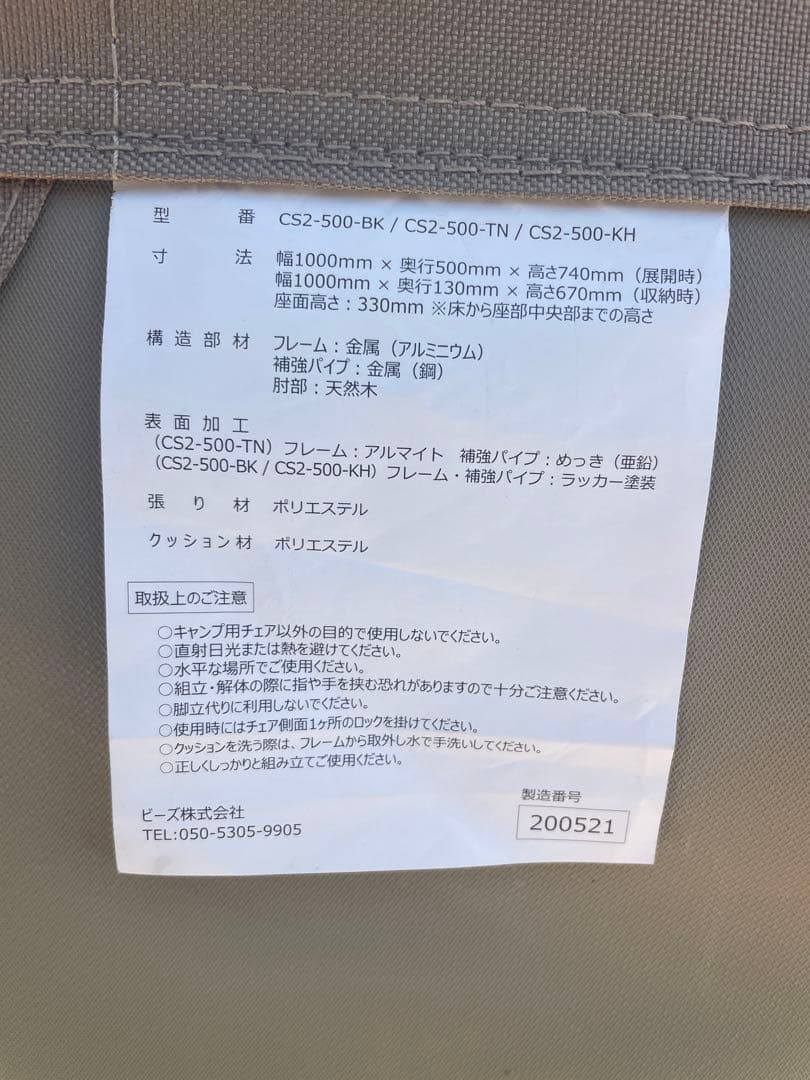 型番 CS2-500-BK / CS2-500-TN / CS2-500-KH
寸法 幅1000mm × 奥行500mm × 高さ740mm（展開時）
幅1000mm × 奥行130mm × 高さ670mm（収納時）
座面高さ：330mm ※床から座部中央部までの高さ
構造部材 フレーム：金属（アルミニウム）
補強パイプ：金属（鋼）
肘部：天然木
表面加工
（CS2-500-TN）フレーム：アルマイト 補強パイプ：めっき（亜鉛）
（CS2-500-BK / CS2-500-KH）フレーム・補強パイプ：ラッカー塗装
張り材 ポリエステル
クッション材 ポリエステル
取扱上のご注意
○キャンプ用チェア以外の目的で使用しないでください。
○直射日光または熱を避けてください。
○水平な場所でご使用ください。
○組立・解体の際に指や手を挟む恐れがありますので十分ご注意ください。
○脚立代りに利用しないでください。
○使用時にはチェア側面1ヶ所のロックを掛けてください。
○クッションを洗う際は、フレームから取外し水で手洗いしてください。
○正しくしっかりと組み立てご使用ください。
ビーズ株式会社
TEL:050-5305-9905
製造番号
200521